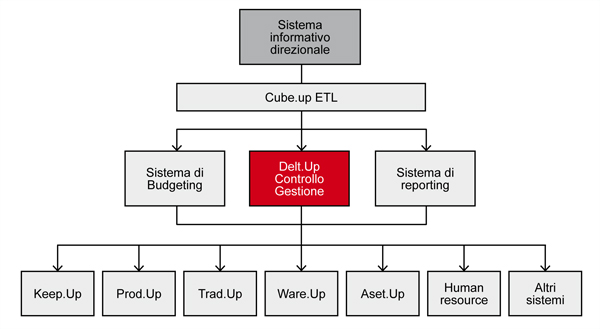 Sistema
informativo
direzionale
Cube.up ETL
Sistema di
Budgeting
Delt.Up
Controllo
Gestione
Sistema di
reporting
Keep.Up
Prod.Up
Trad.Up
Ware.Up
Aset.Up
Human
resource
Altri
sistemi